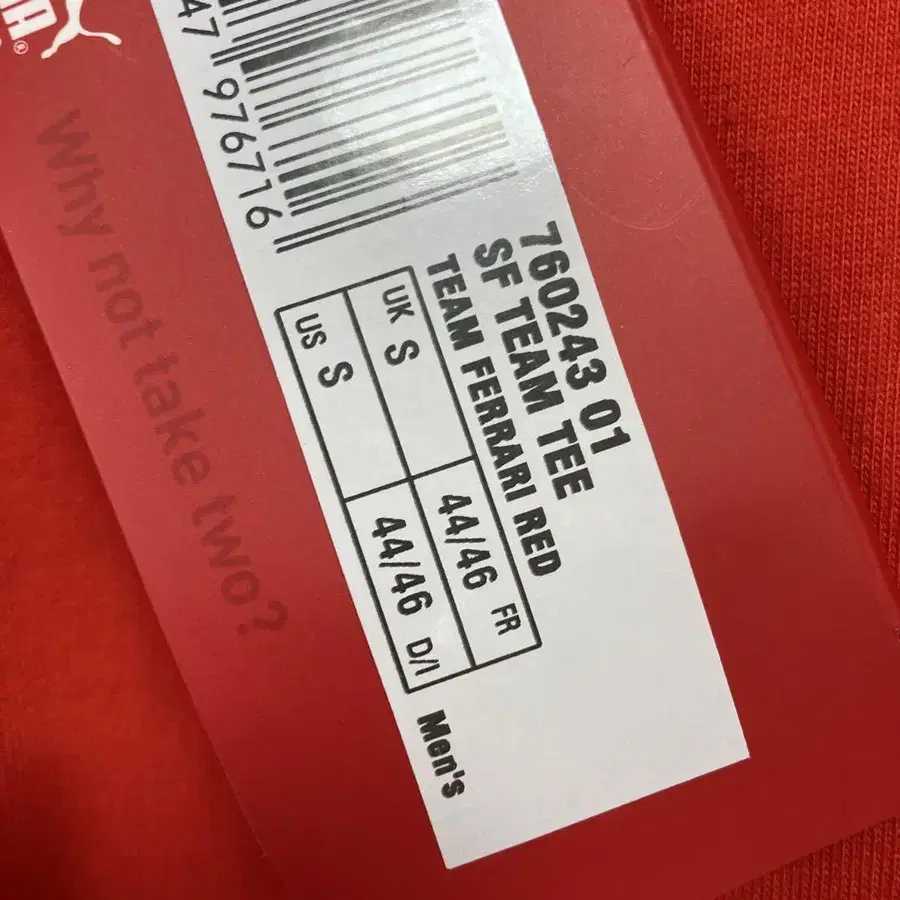 47 976716
760243 01
SF TEAM TEE
TEAM FERRARI RED
UK S 44/46 FR
US S 44/46 D/I
Men's
Why not take two?